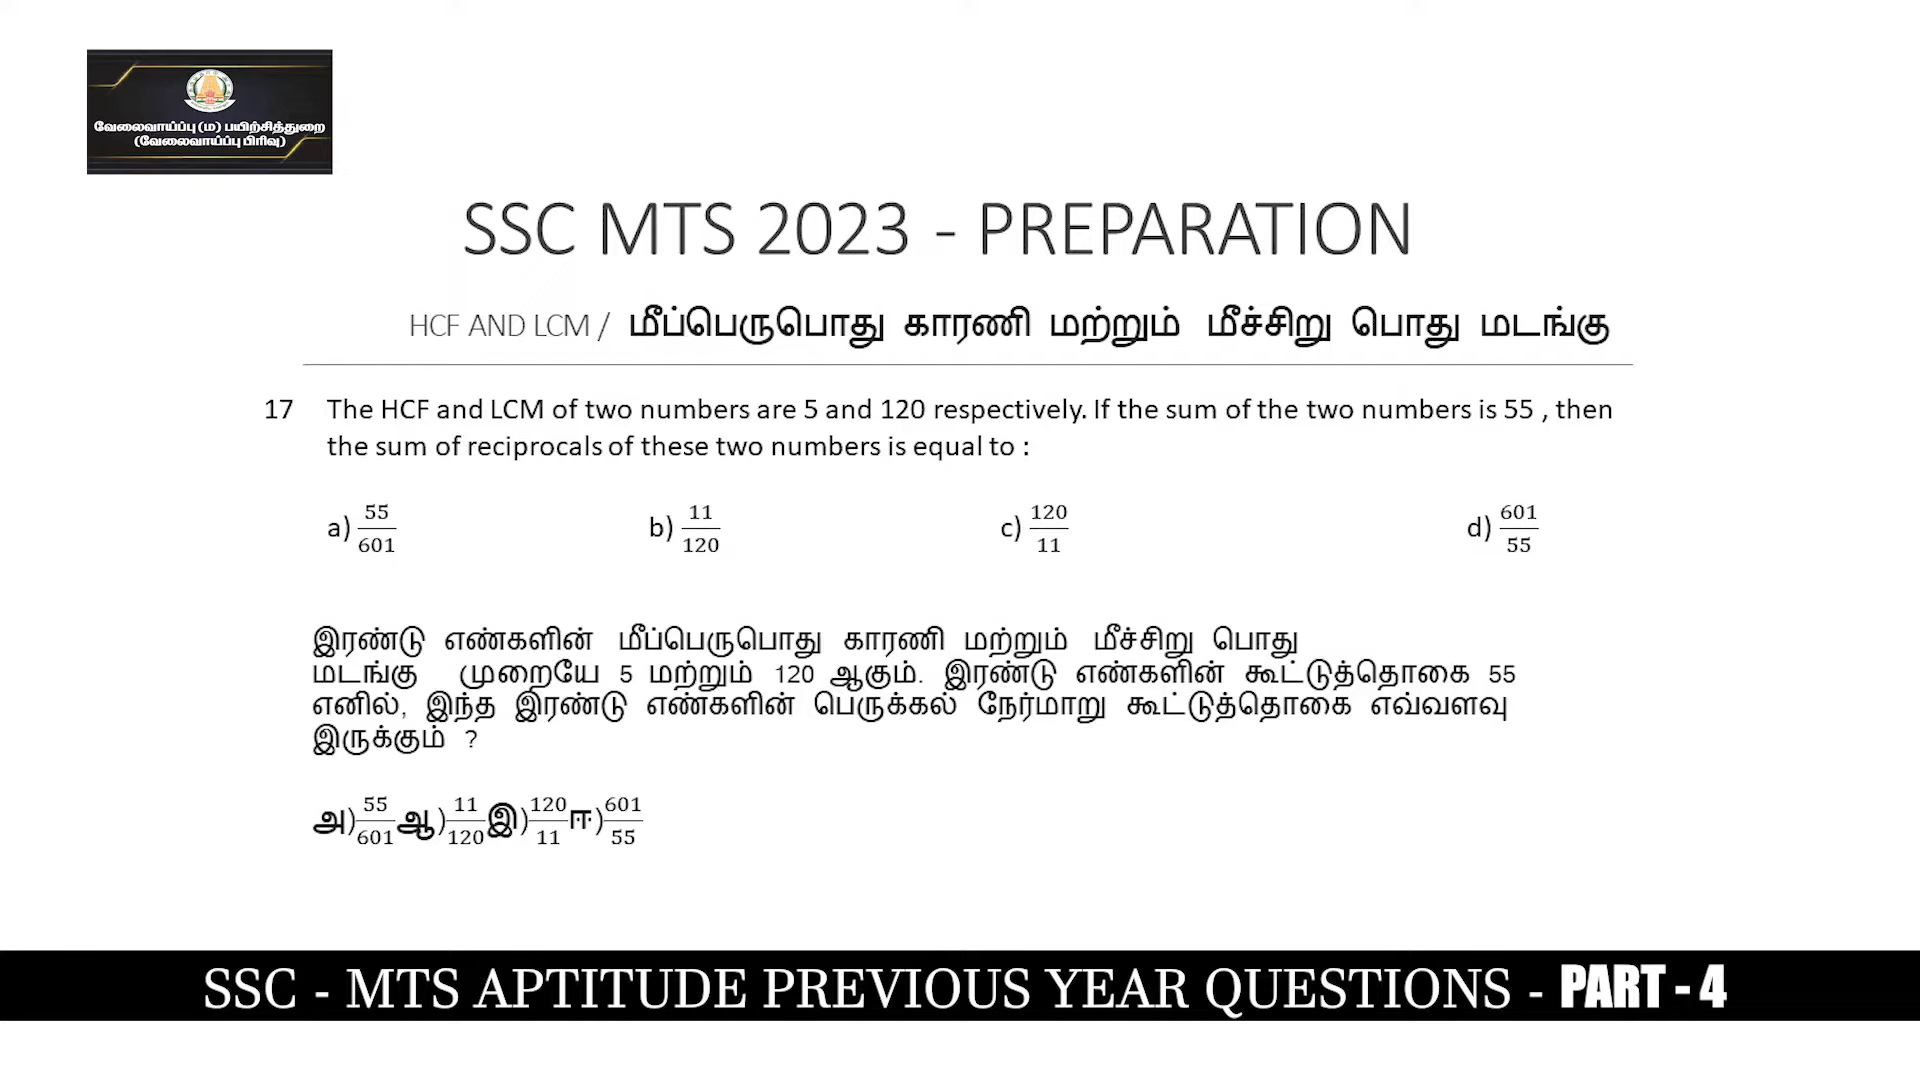 வேலைவாய்ப்பு (ம) பயிற்சித்துறை
(வேலைவாய்ப்பு பிரிவு)
SSC MTS 2023 - PREPARATION
HCF AND LCM / மீப்பெருபொது காரணி மற்றும் மீச்சிறு பொது மடங்கு
17 The HCF and LCM of two numbers are 5 and 120 respectively. If the sum of the two numbers is 55 , then
the sum of reciprocals of these two numbers is equal to :
a) 55/601 b) 11/120 c) 120/11 d) 601/55
இரண்டு எண்களின் மீப்பெருபொது காரணி மற்றும் மீச்சிறு பொது
மடங்கு முறையே 5 மற்றும் 120 ஆகும். இரண்டு எண்களின் கூட்டுத்தொகை 55
எனில், இந்த இரண்டு எண்களின் பெருக்கல் நேர்மாறு கூட்டுத்தொகை எவ்வளவு
இருக்கும் ?
அ) 55/601 ஆ) 11/120 இ) 120/11 ஈ) 601/55
SSC - MTS APTITUDE PREVIOUS YEAR QUESTIONS - PART - 4